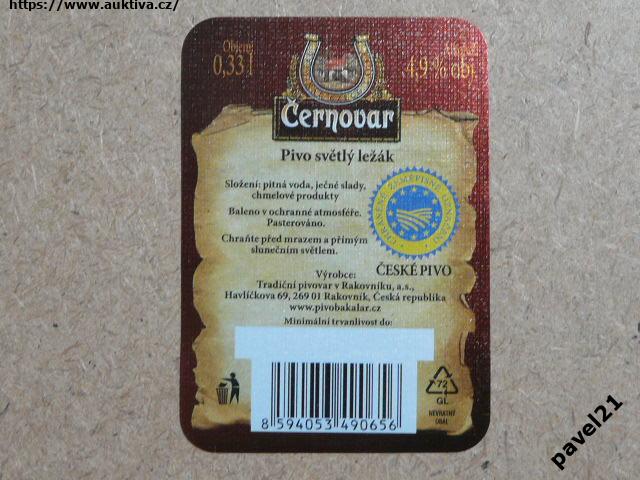 https://www.auktiva.cz/
Objem:
0,33 l
Alkohol:
4,9 % obj.
Černovar
Pivo světlý ležák
Složení: pitná voda, ječné slady,
chmelové produkty
Baleno v ochranné atmosféře.
Pasterováno.
Chraňte před mrazem a přímým
slunečním světlem.
CHRÁNĚNÉ ZEMĚPISNÉ OZNAČENÍ
ČESKÉ PIVO
Výrobce:
Tradiční pivovar v Rakovníku, a.s.,
Havlíčkova 69, 269 01 Rakovník, Česká republika
www.pivobakalar.cz
Minimální trvanlivost do:
8 594053 490656
72
GL
NEVRATNÝ
OBAL
pavel21